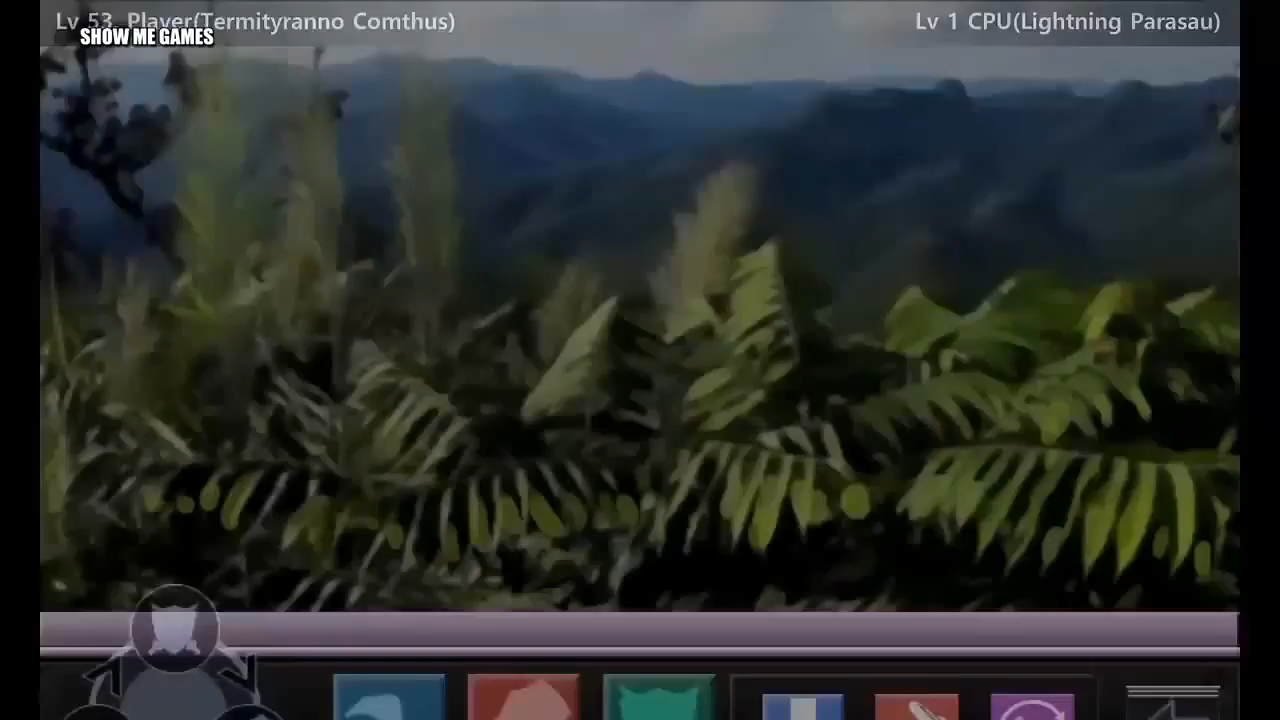 Lv 53 Player(Termityranno Comthus)
Lv 1 CPU(Lightning Parasau)
SHOW ME GAMES